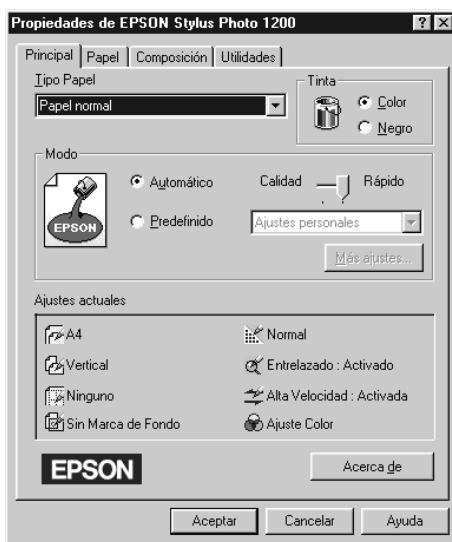 Propiedades de EPSON Stylus Photo 1200
Principal Papel Composición Utilidades
Tipo Papel
Papel normal
Tinta
Color
Negro
Modo
EPSON
Automático
Calidad Rápido
Predefinido
Ajustes personales
Más ajustes...
Ajustes actuales
A4
Normal
Vertical
Entrelazado : Activado
Ninguno
Alta Velocidad : Activada
Sin Marca de Fondo
Ajuste Color
EPSON
Acerca de
Aceptar Cancelar Ayuda